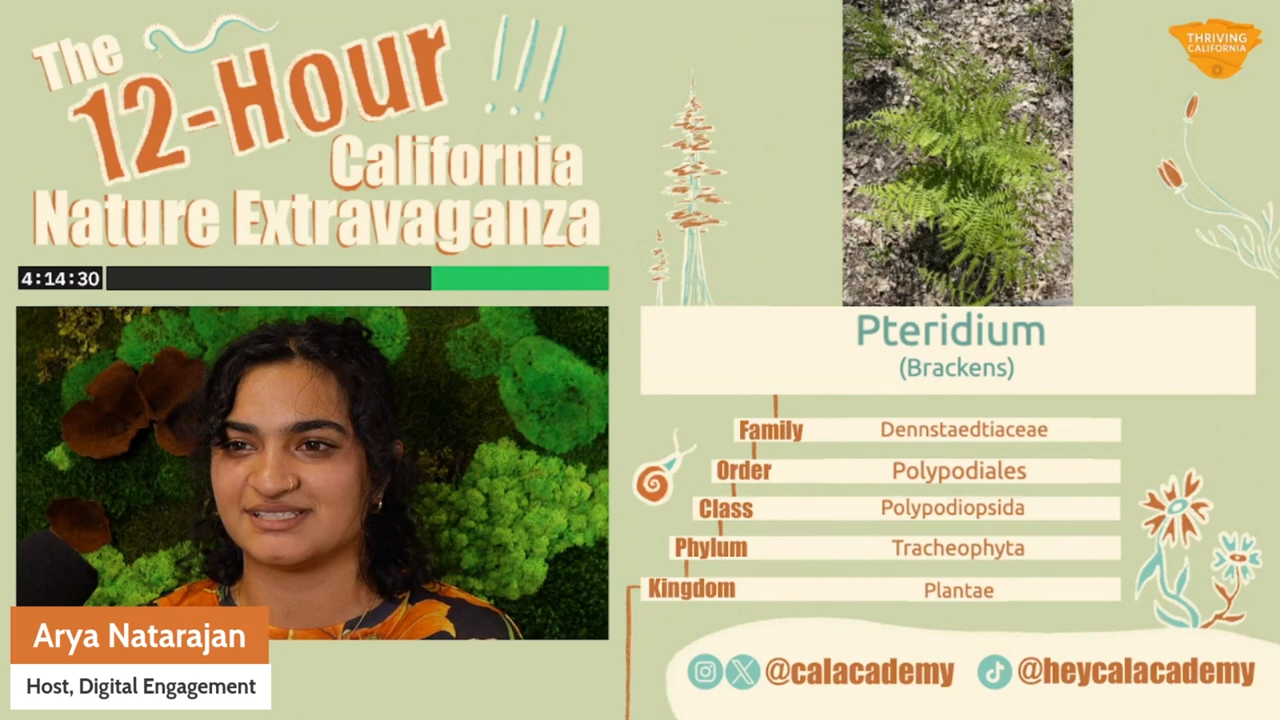 The
12-Hour
!!!
California
Nature Extravaganza
4:14:30
Arya Natarajan
Host, Digital Engagement
THRIVING
CALIFORNIA
Pteridium
(Brackens)
Family Dennstaedtiaceae
Order Polypodiales
Class Polypodiopsida
Phylum Tracheophyta
Kingdom Plantae
@calacademy @heycalacademy